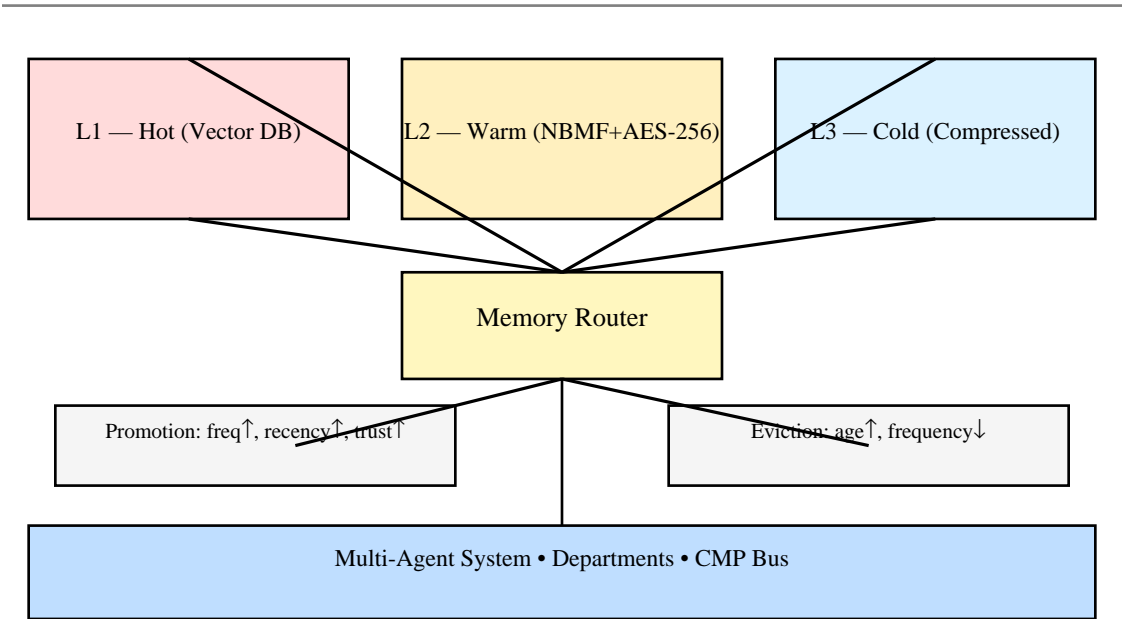 L1 — Hot (Vector DB)
L2 — Warm (NBMF+AES-256)
L3 — Cold (Compressed)
Memory Router
Promotion: freq↑, recency↑, trust↑
Eviction: age↑, frequency↓
Multi-Agent System • Departments • CMP Bus